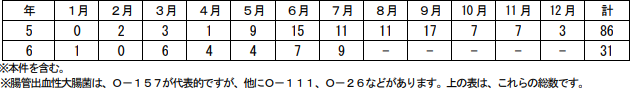 年 1月 2月 3月 4月 5月 6月 7月 8月 9月 10月 11月 12月 計
5 0 2 3 1 9 15 11 11 17 7 7 3 86
6 1 0 6 4 4 7 9 － － － － － 31
※本件を含む。
※腸管出血性大腸菌は、O－157が代表的ですが、他にO－111、O－26などがあります。上の表は、これらの総数です。